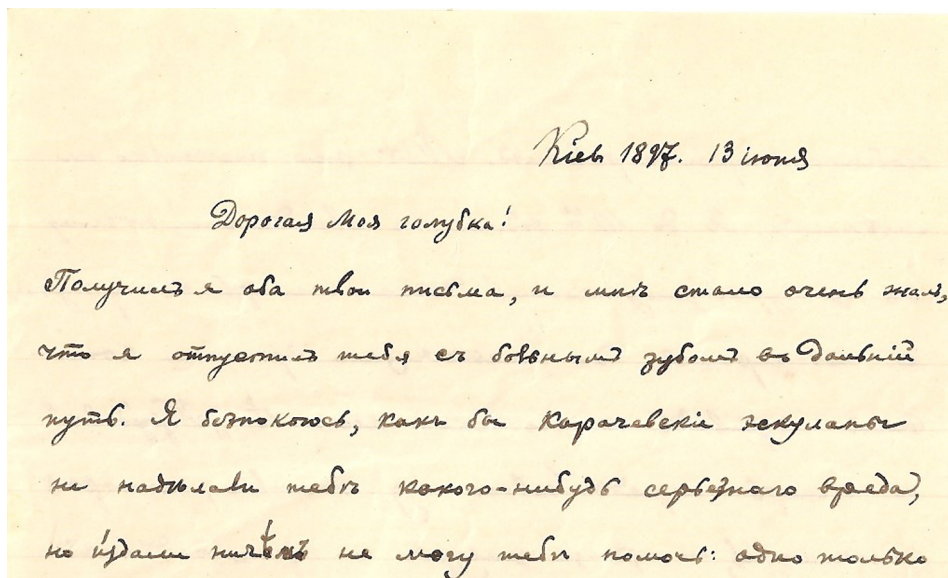 Кіевъ 1897. 13 іюня
Дорогая Моя голубка!
Получилъ я оба твои письма, и мнѣ стало очень жаль,
что я отпустилъ тебя съ больнымъ зубомъ въ дальній
путь. Я безпокоюсь, какъ бы Карачевскіе эскулапы
не надѣлали тебѣ какого-нибудь серьезнаго вреда,
но издали ничѣмъ не могу тебѣ помочь: одно только